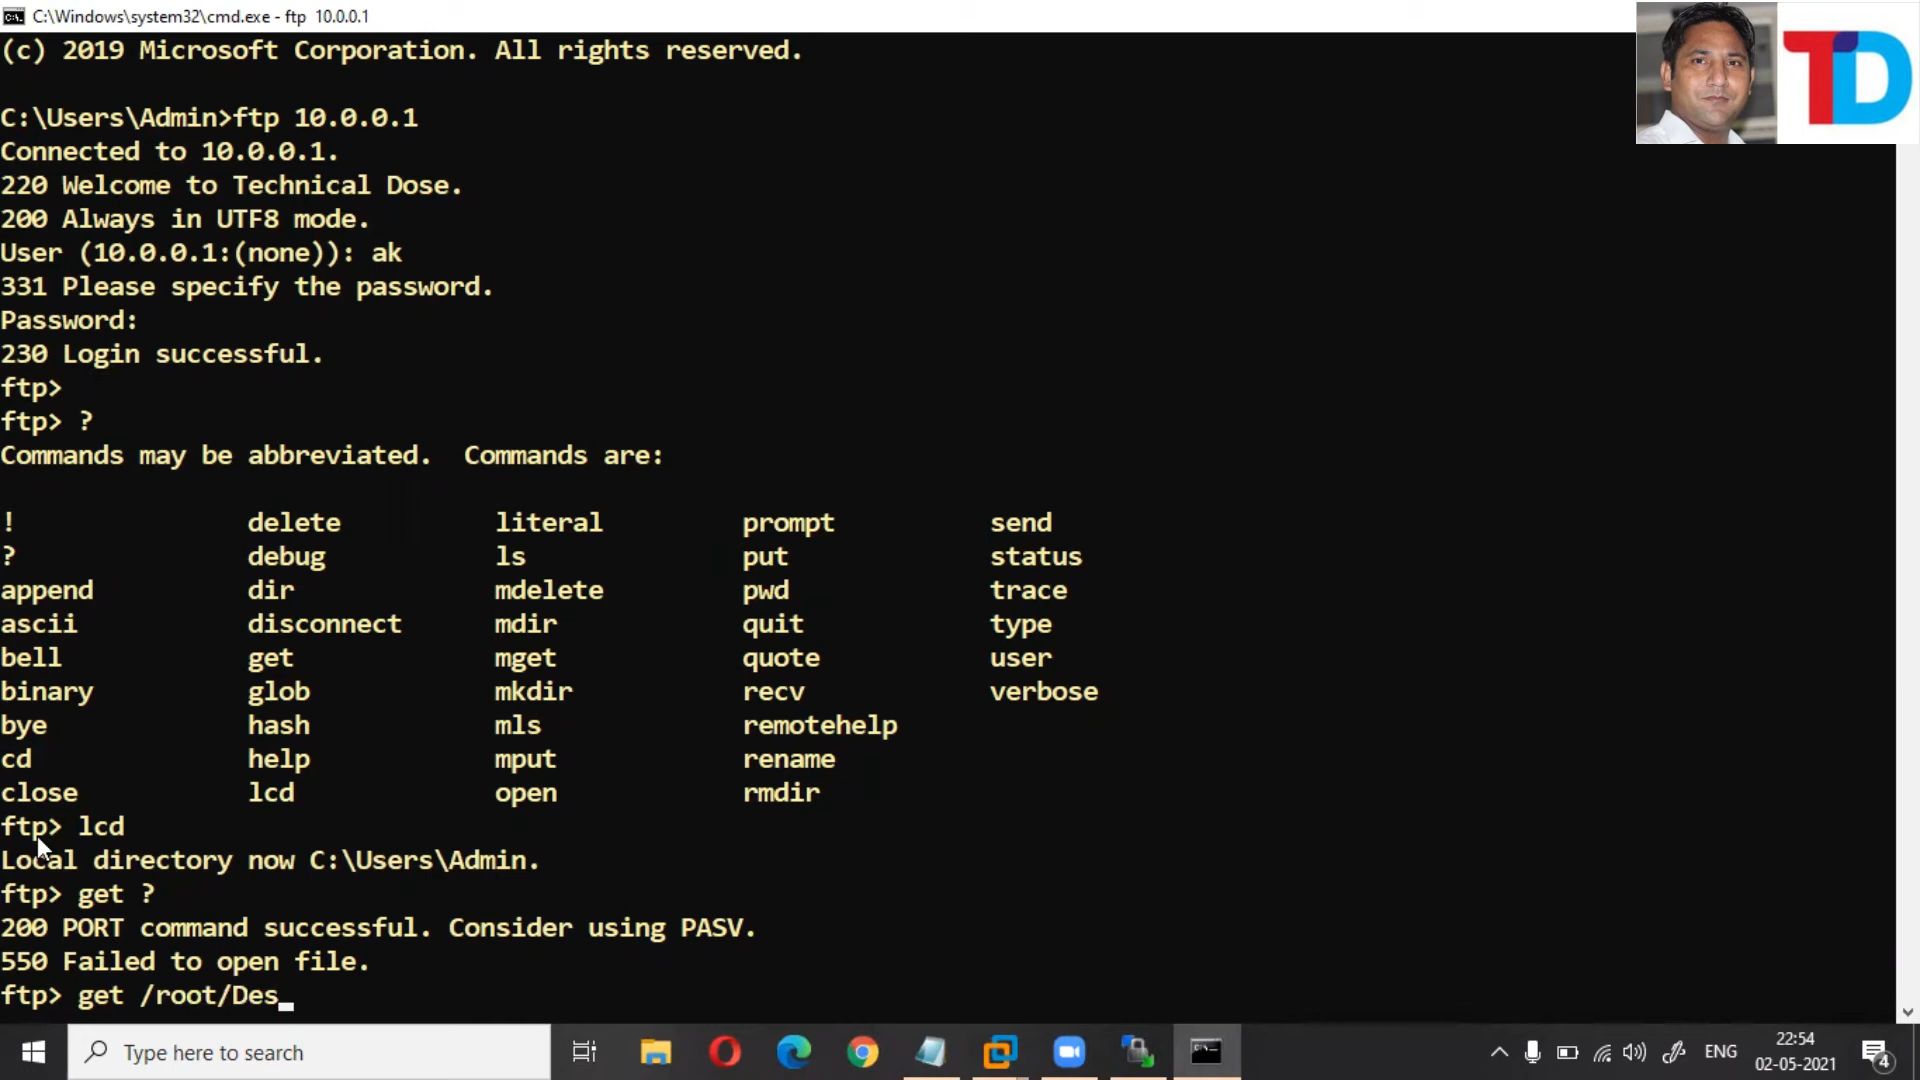 C:\Windows\system32\cmd.exe - ftp 10.0.0.1
(c) 2019 Microsoft Corporation. All rights reserved.
TD
C:\Users\Admin>ftp 10.0.0.1
Connected to 10.0.0.1.
220 Welcome to Technical Dose.
200 Always in UTF8 mode.
User (10.0.0.1:(none)): ak
331 Please specify the password.
Password:
230 Login successful.
ftp>
ftp> ?
Commands may be abbreviated.  Commands are:
! delete literal prompt send
? debug ls put status
append dir mdelete pwd trace
ascii disconnect mdir quit type
bell get mget quote user
binary glob mkdir recv verbose
bye hash mls remotehelp
cd help mput rename
close lcd open rmdir
ftp> lcd
Local directory now C:\Users\Admin.
ftp> get ?
200 PORT command successful. Consider using PASV.
550 Failed to open file.
ftp> get /root/Des_
Type here to search
ENG
22:54
02-05-2021
4